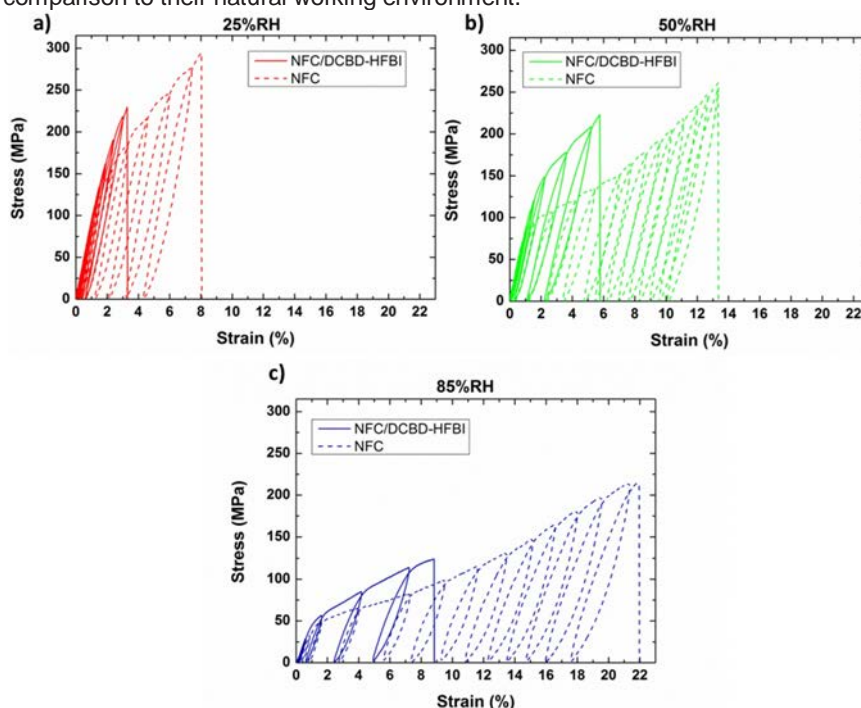 comparison to their natural working environment.
a)
25%RH
300
250
200
150
100
50
0
Stress (MPa)
NFC/DCBD-HFBI
NFC
0 2 4 6 8 10 12 14 16 18 20 22
Strain (%)
b)
50%RH
300
250
200
150
100
50
0
Stress (MPa)
NFC/DCBD-HFBI
NFC
0 2 4 6 8 10 12 14 16 18 20 22
Strain (%)
c)
85%RH
300
250
200
150
100
50
0
Stress (MPa)
NFC/DCBD-HFBI
NFC
0 2 4 6 8 10 12 14 16 18 20 22
Strain (%)